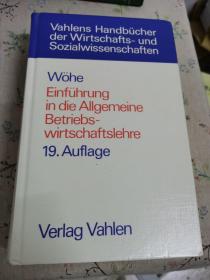 Vahlens Handbücher
der Wirtschafts- und
Sozialwissenschaften
Wöhe
Einführung
in die Allgemeine
Betriebs-
wirtschaftslehre
19. Auflage
Verlag Vahlen